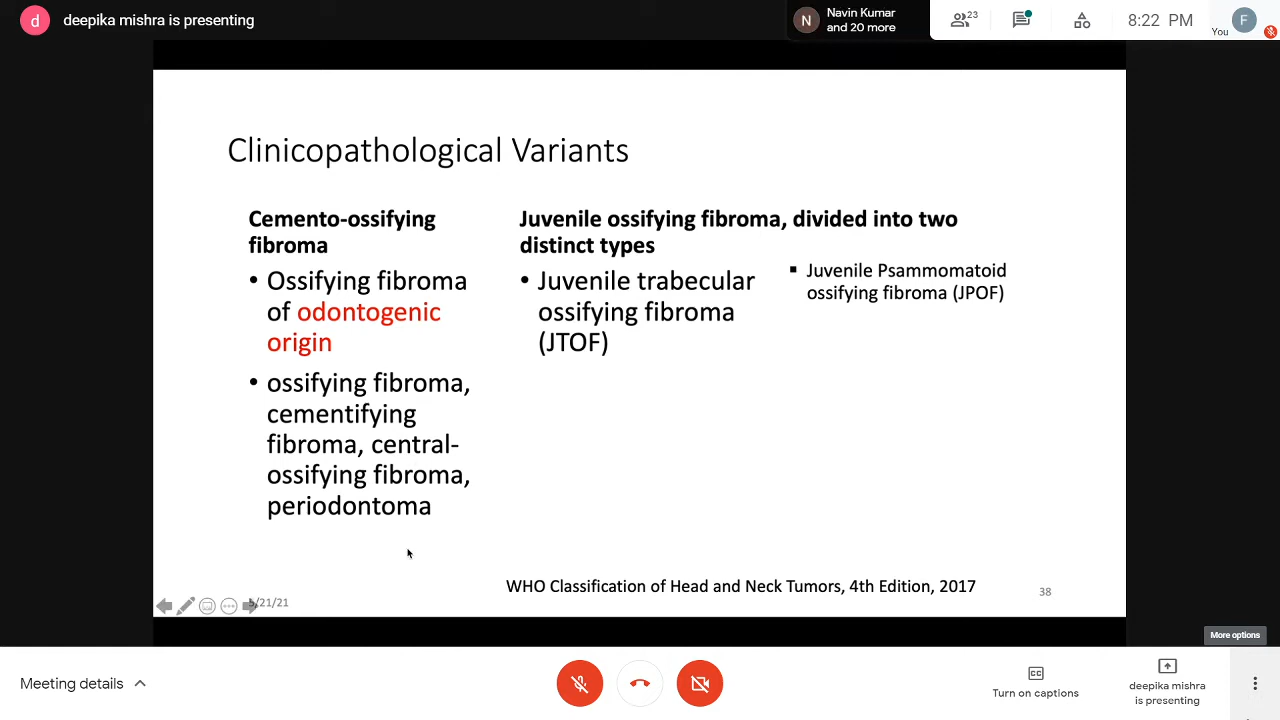 d
deepika mishra is presenting
N
Navin Kumar
and 20 more
23
8:22 PM
You
F
Clinicopathological Variants
Cemento-ossifying
fibroma
• Ossifying fibroma
of odontogenic
origin
• ossifying fibroma,
cementifying
fibroma, central-
ossifying fibroma,
periodontoma
Juvenile ossifying fibroma, divided into two
distinct types
• Juvenile trabecular
ossifying fibroma
(JTOF)
▪ Juvenile Psammomatoid
ossifying fibroma (JPOF)
WHO Classification of Head and Neck Tumors, 4th Edition, 2017
5/21/21
38
More options
Meeting details
CC
Turn on captions
deepika mishra
is presenting